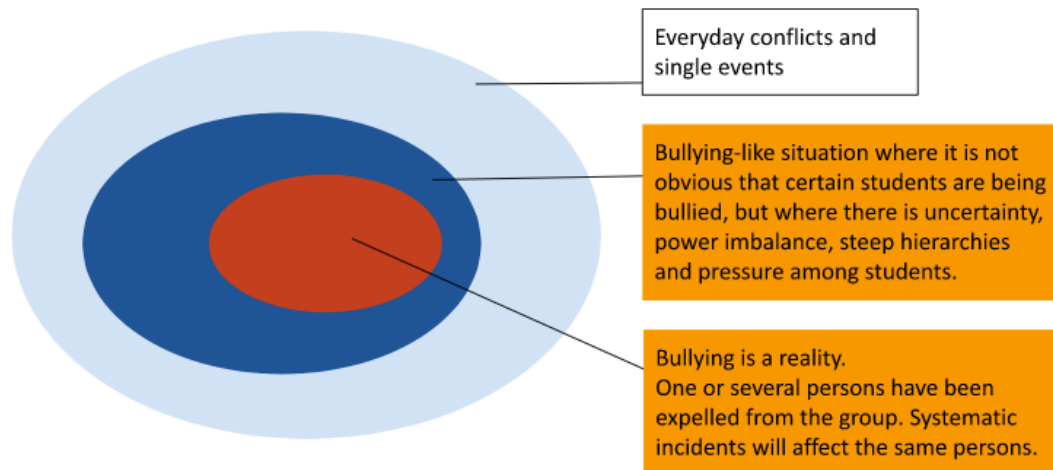 Everyday conflicts and
single events
Bullying-like situation where it is not
obvious that certain students are being
bullied, but where there is uncertainty,
power imbalance, steep hierarchies
and pressure among students.
Bullying is a reality.
One or several persons have been
expelled from the group. Systematic
incidents will affect the same persons.